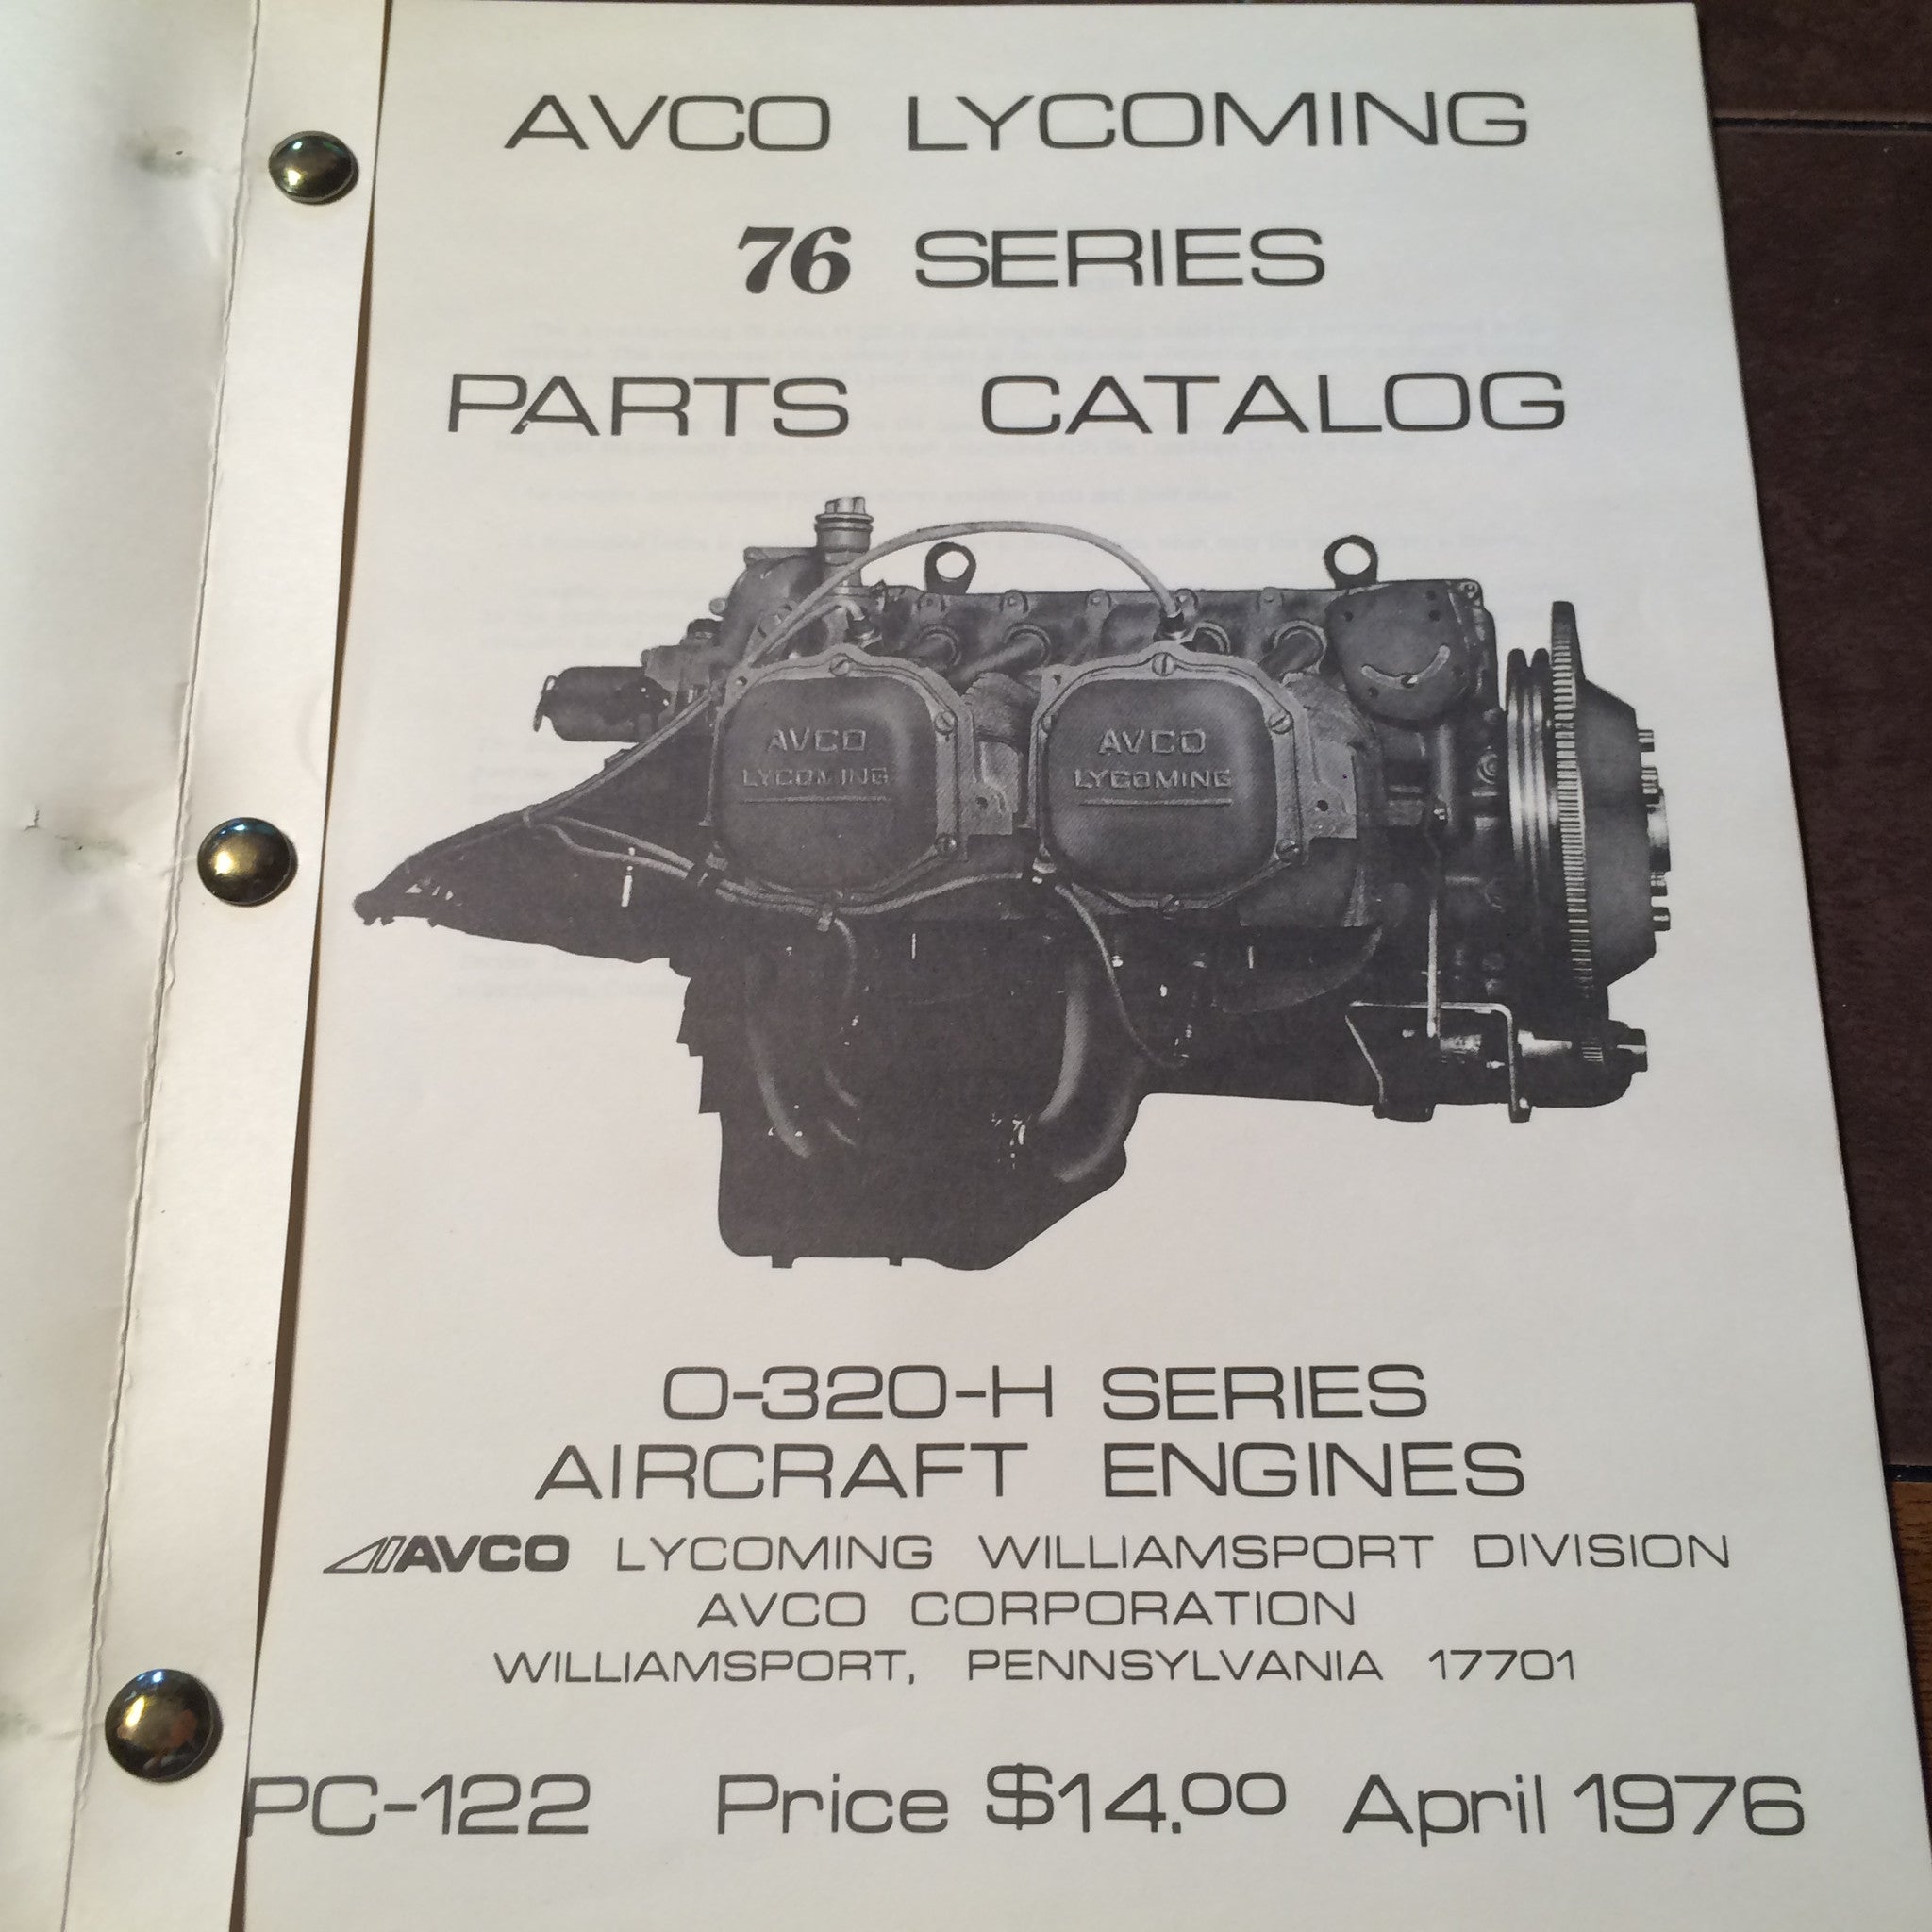 AVCO LYCOMING
76 SERIES
PARTS CATALOG
AVCO
LYCOMING
AVCO
LYCOMING
O-320-H SERIES
AIRCRAFT ENGINES
AVCO LYCOMING WILLIAMSPORT DIVISION
AVCO CORPORATION
WILLIAMSPORT, PENNSYLVANIA 17701
PC-122 Price $14.00 April 1976